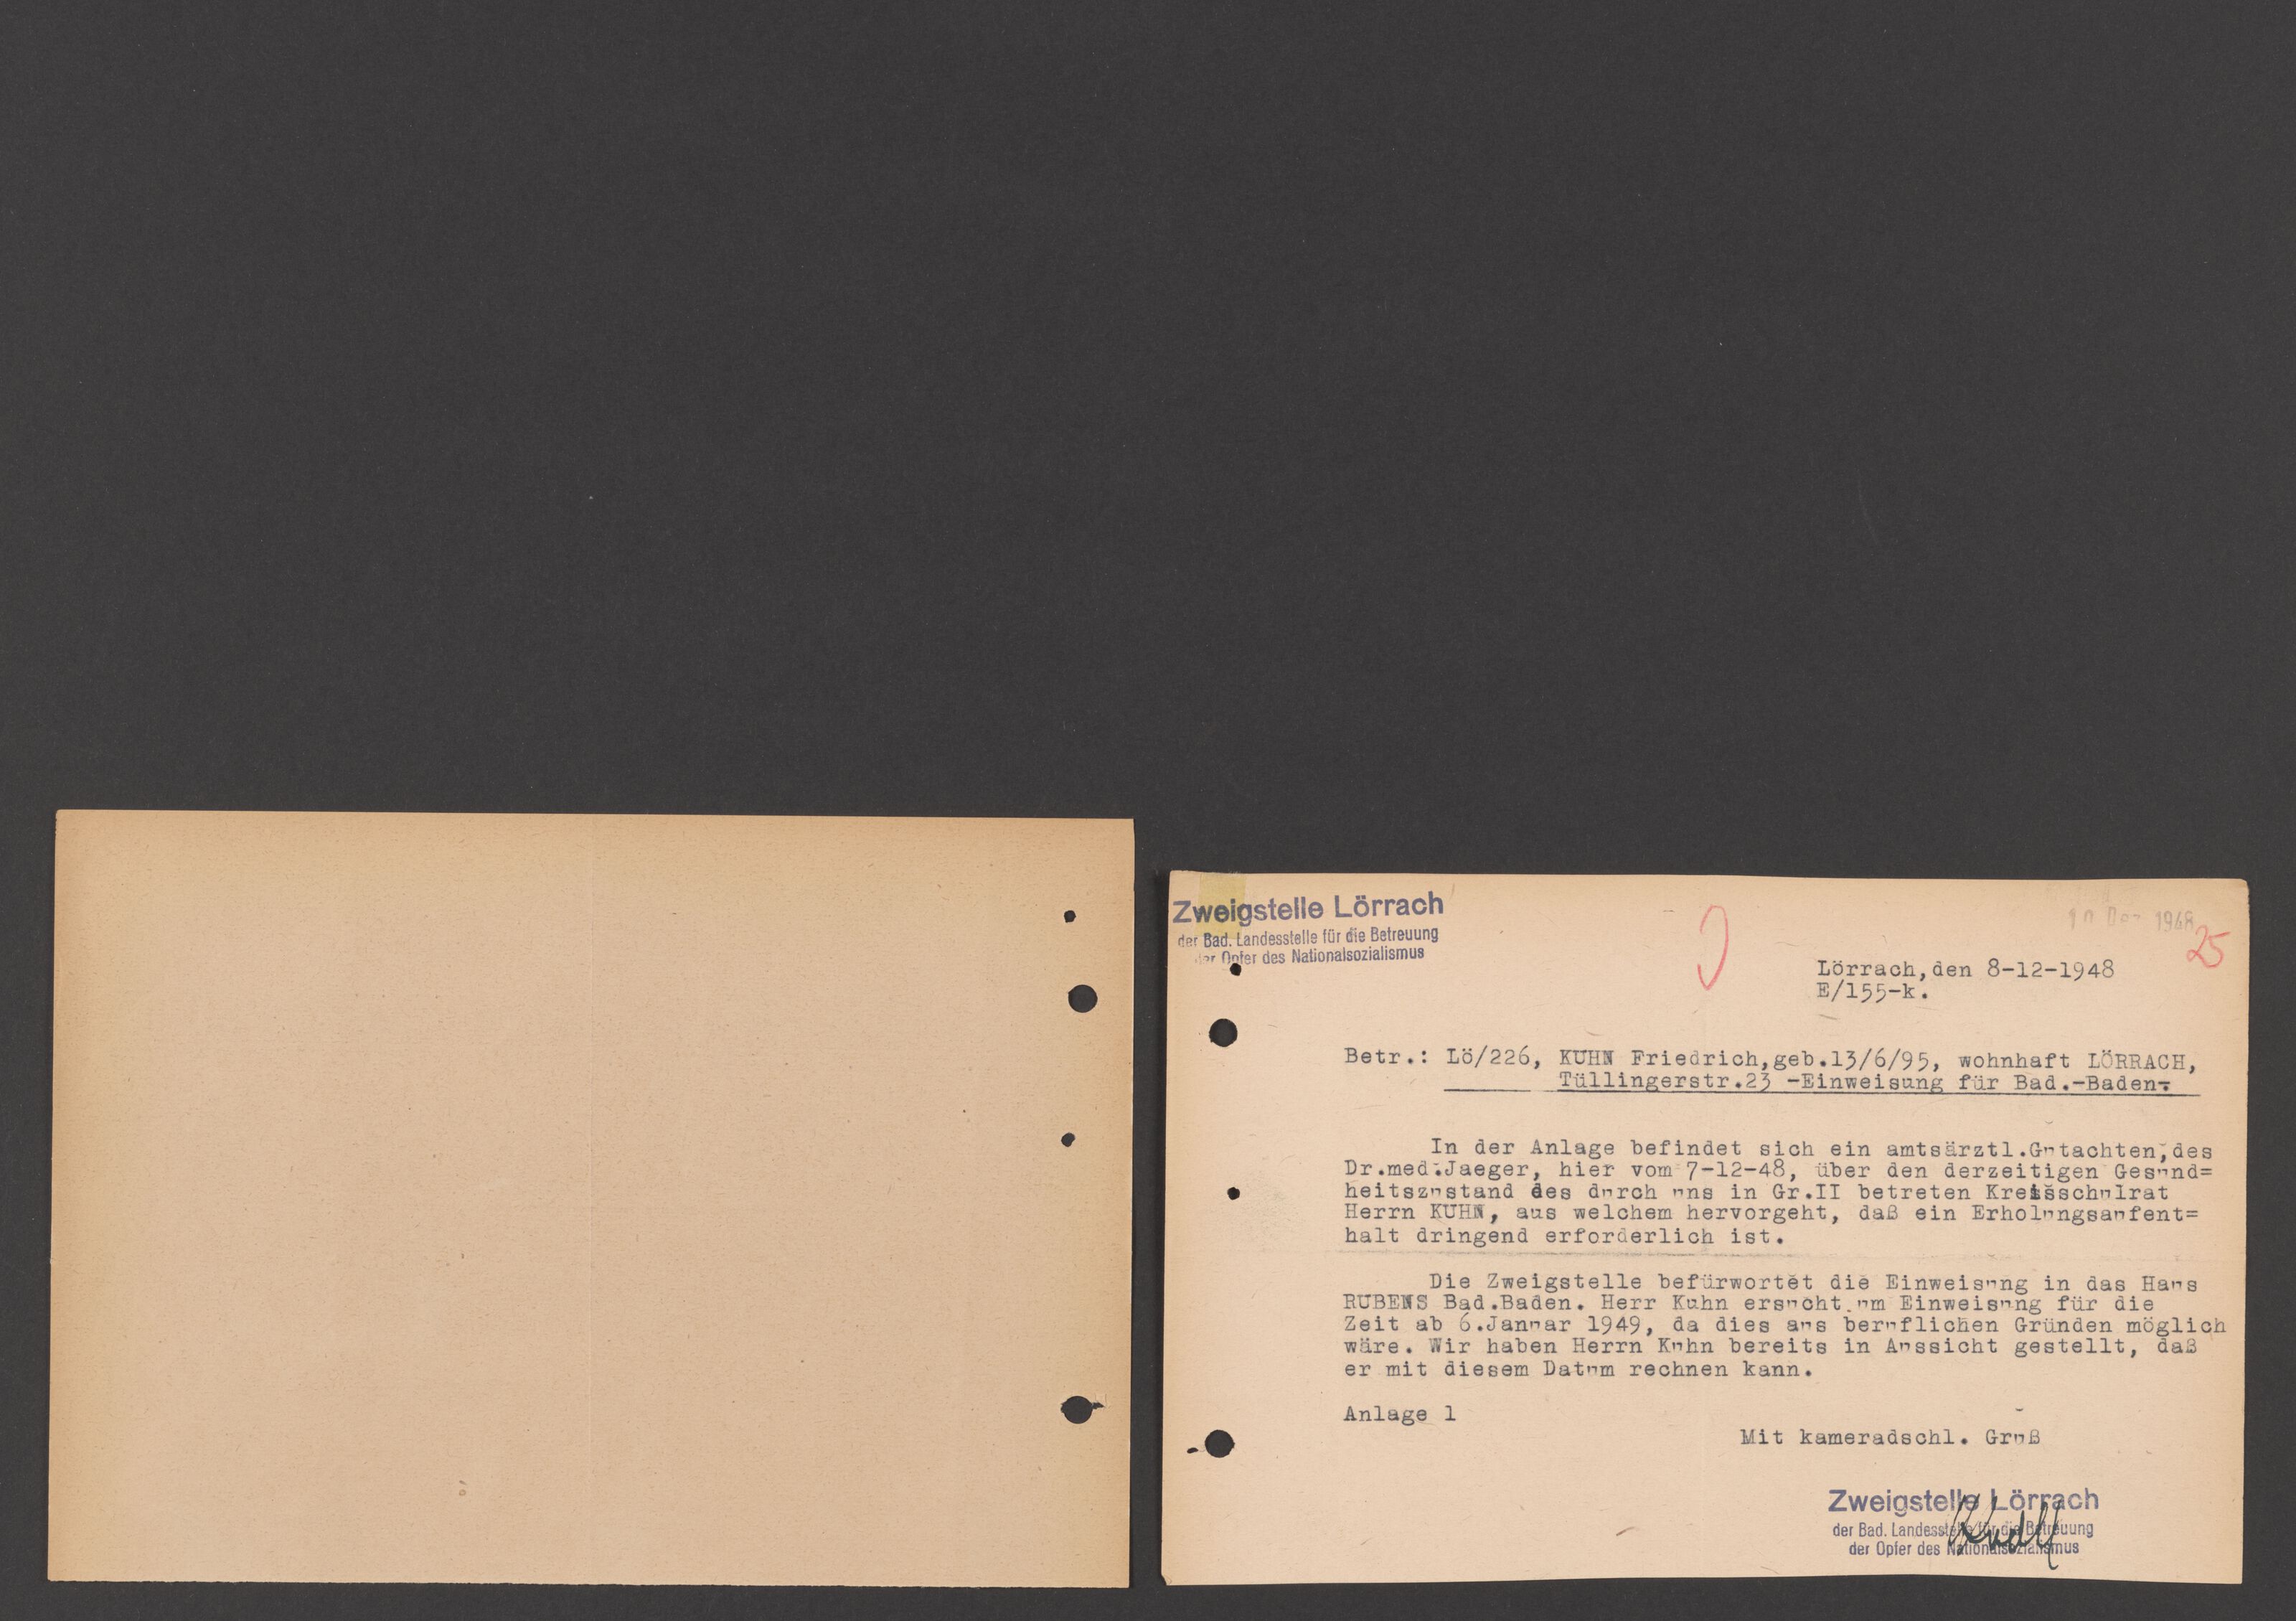 Zweigstelle Lörrach
der Bad. Landesstelle für die Betreuung
der Opfer des Nationalsozialismus
10 Dez 1948
25
Lörrach, den 8-12-1948
E/155-k.
Betr.: Lö/226, KUHN Friedrich, geb.13/6/95, wohnhaft LÖRRACH,
Tüllingerstr.23 -Einweisung für Bad.-Baden-
In der Anlage befindet sich ein amtsärztl.Gutachten, des
Dr.med.Jaeger, hier vom 7-12-48, über den derzeitigen Gesund=
heitszustand des durch uns in Gr.II betreten Kreisschulrat
Herrn KUHN, aus welchem hervorgeht, daß ein Erholungsaufent=
halt dringend erforderlich ist.
Die Zweigstelle befürwortet die Einweisung in das Haus
RUBENS Bad.Baden. Herr Kuhn ersucht um Einweisung für die
Zeit ab 6.Januar 1949, da dies aus beruflichen Gründen möglich
wäre. Wir haben Herrn Kuhn bereits in Aussicht gestellt, daß
er mit diesem Datum rechnen kann.
Anlage 1
Mit kameradschl. Gruß
Zweigstelle Lörrach
der Bad. Landesstelle für die Betreuung
der Opfer des Nationalsozialismus